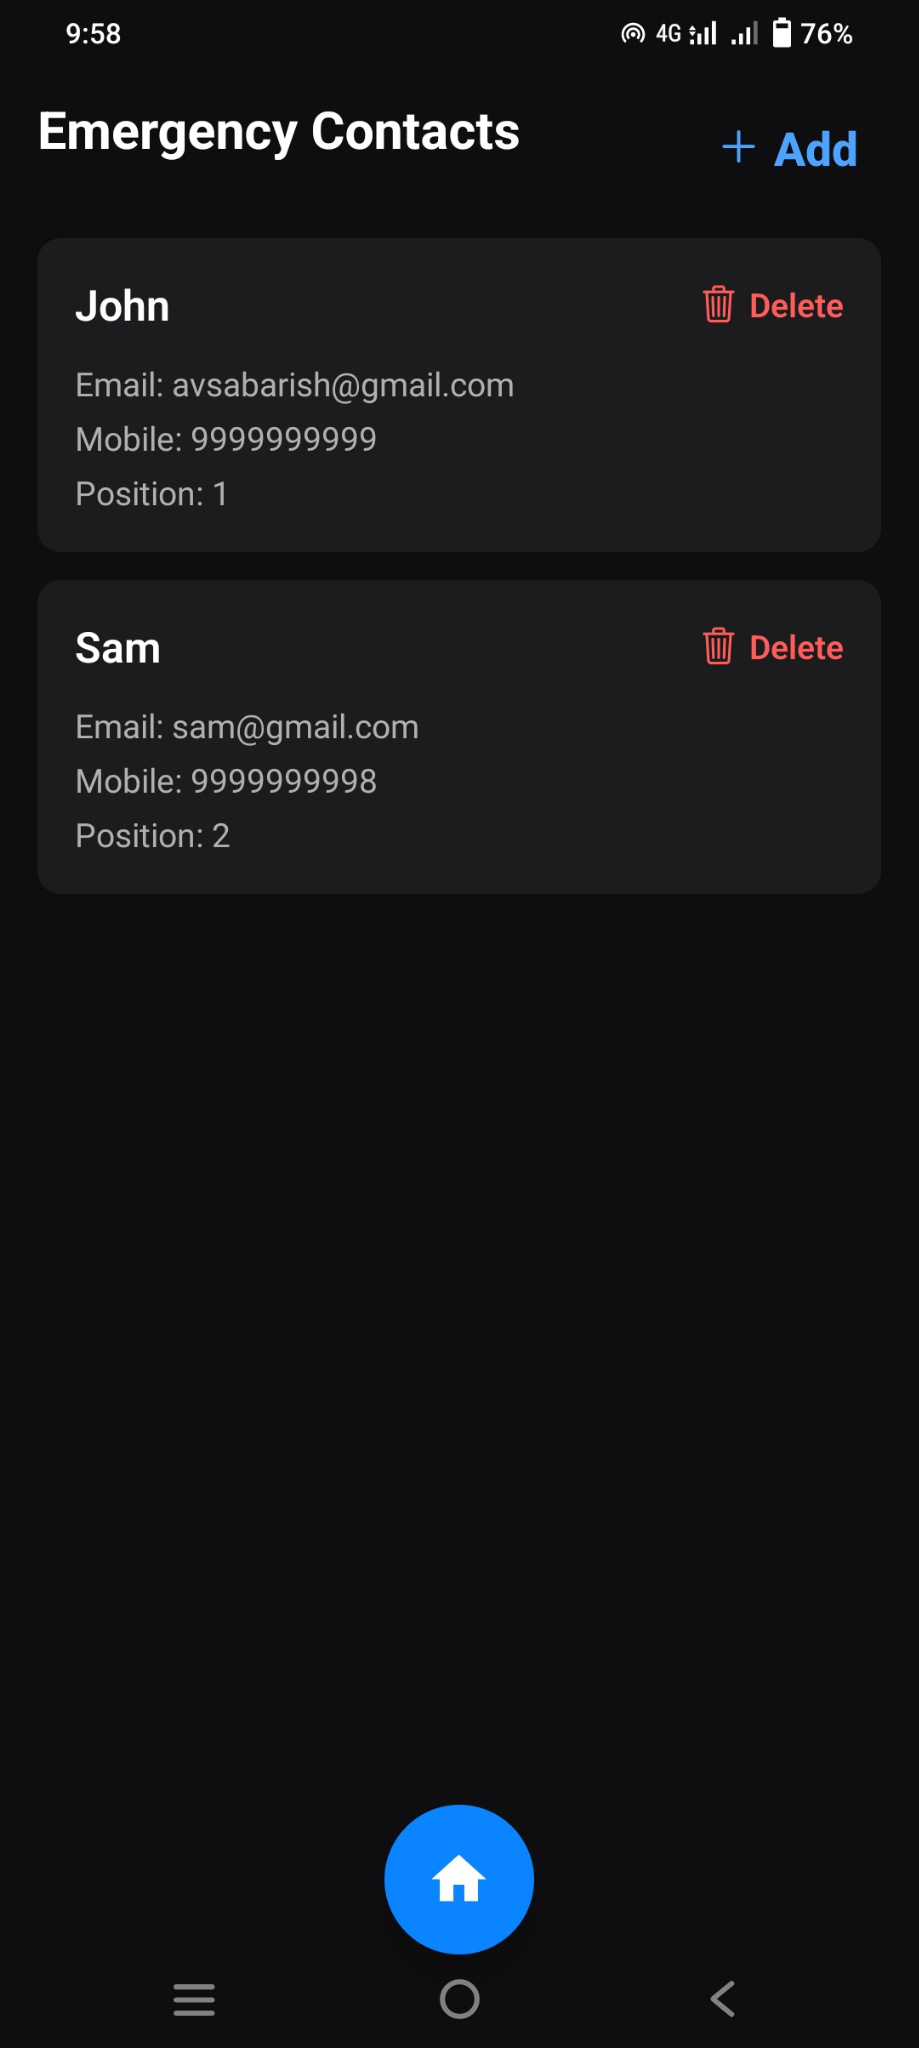 9:58
4G
76%
Emergency Contacts
+ Add
John
Delete
Email: avsabarish@gmail.com
Mobile: 9999999999
Position: 1
Sam
Delete
Email: sam@gmail.com
Mobile: 9999999998
Position: 2